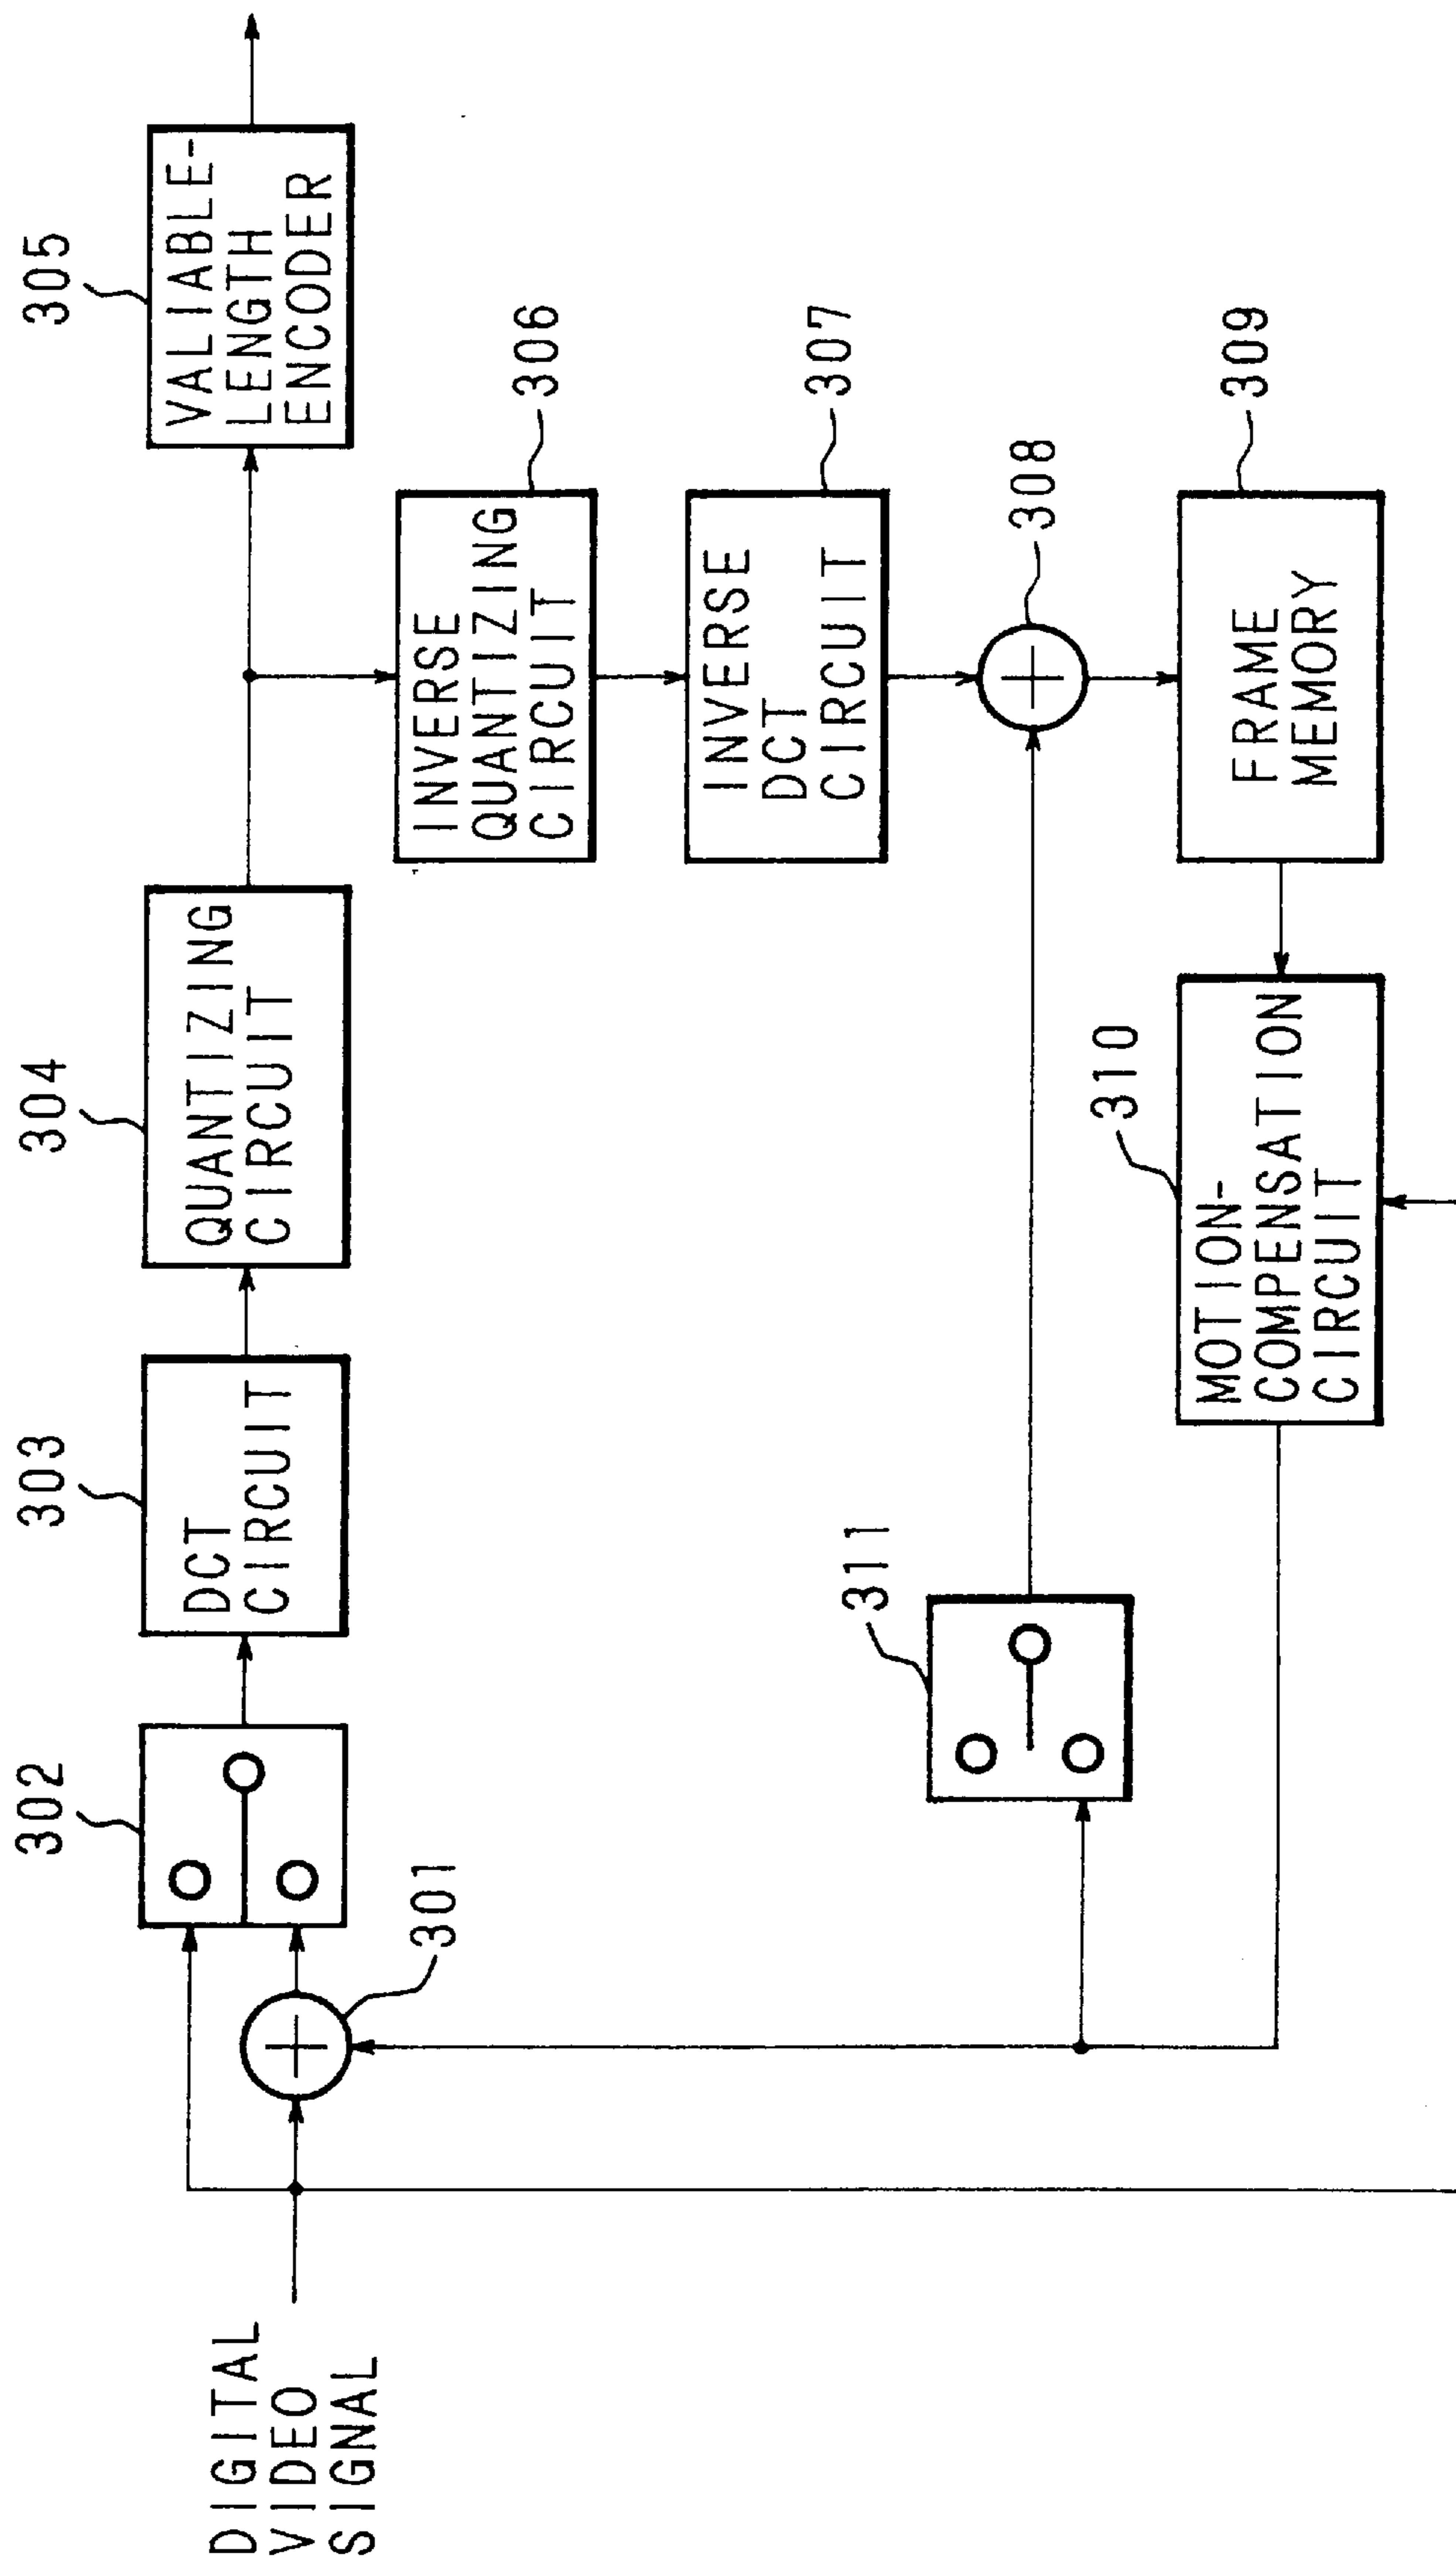 DIGITAL
VIDEO
SIGNAL
301
302
303
DCT
CIRCUIT
304
QUANTIZING
CIRCUIT
305
VALIABLE-
LENGTH
ENCODER
306
INVERSE
QUANTIZING
CIRCUIT
307
INVERSE
DCT
CIRCUIT
308
309
FRAME
MEMORY
310
MOTION-
COMPENSATION
CIRCUIT
311